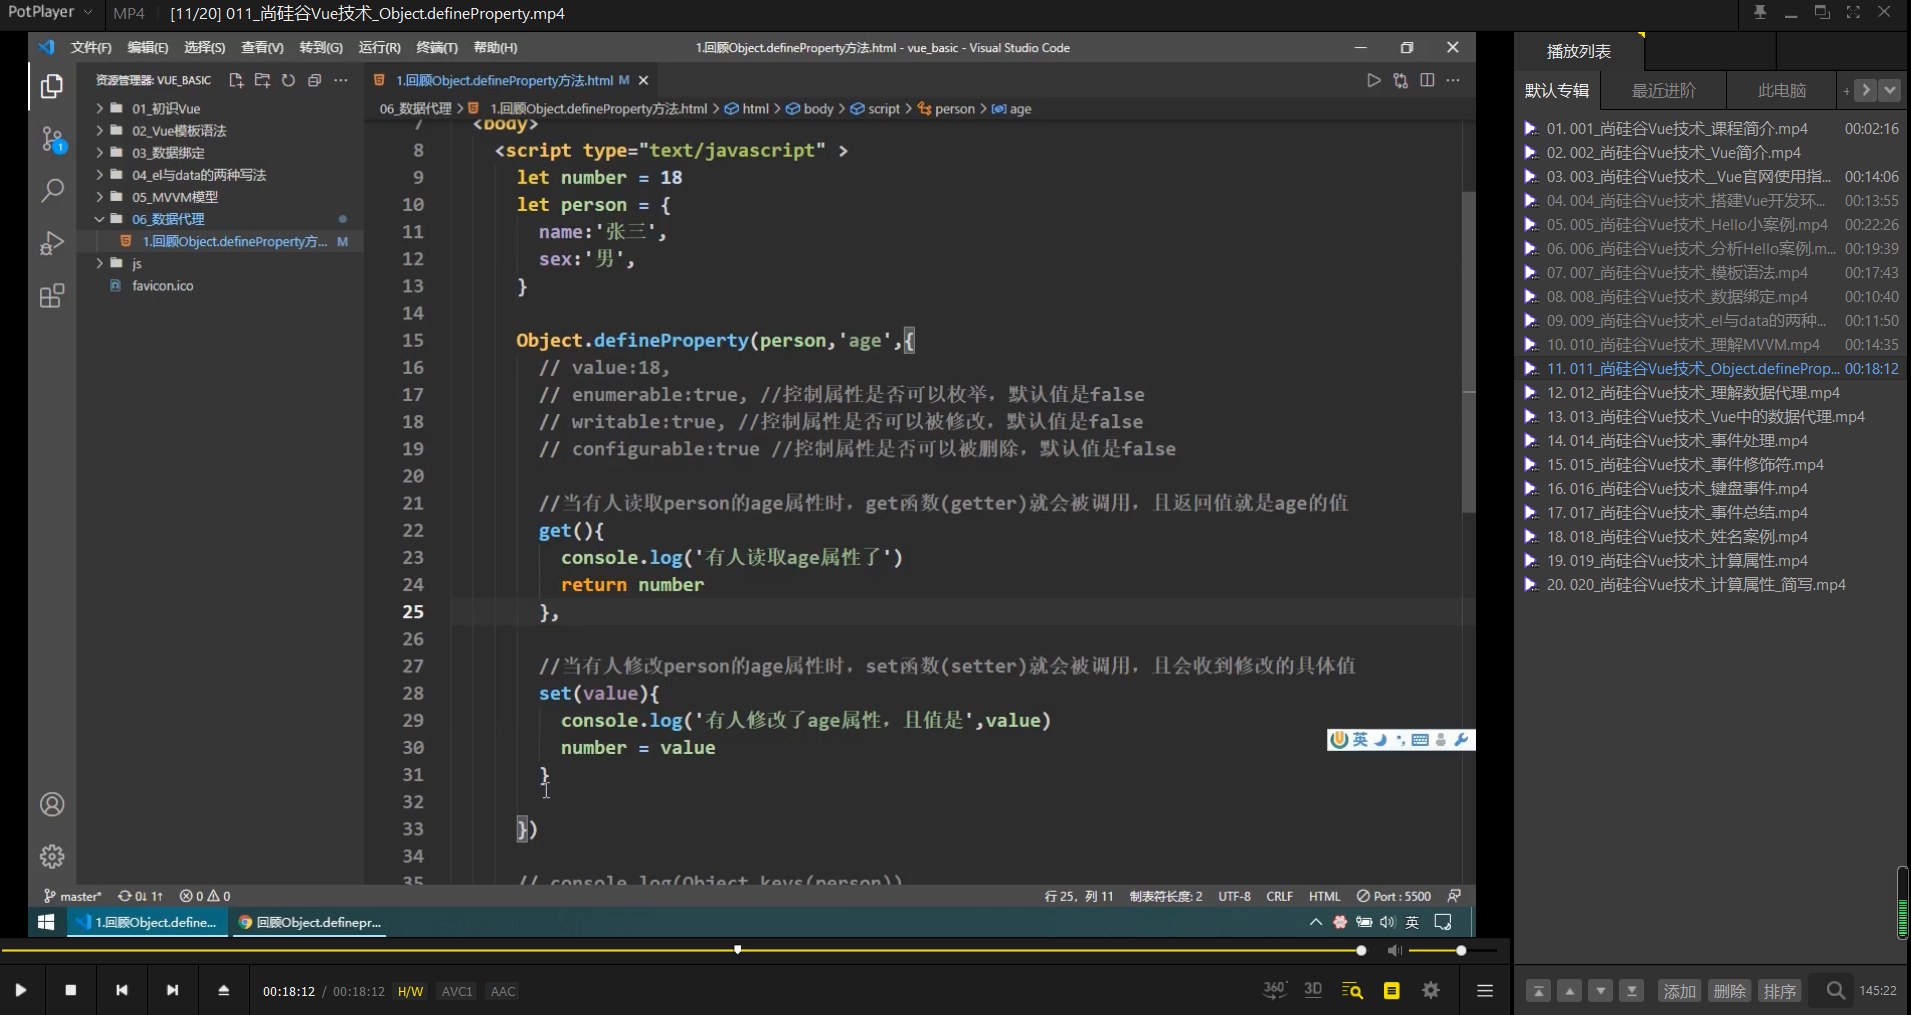 PotPlayer MP4 [11/20] 011_尚硅谷Vue技术_Object.defineProperty.mp4
文件(F) 编辑(E) 选择(S) 查看(V) 转到(G) 运行(R) 终端(T) 帮助(H) 1.回顾Object.defineProperty方法.html - vue_basic - Visual Studio Code
资源管理器: VUE_BASIC
01_初识Vue
02_Vue模板语法
03_数据绑定
04_el与data的两种写法
05_MVVM模型
06_数据代理
1.回顾Object.defineProperty方... M
js
favicon.ico
1
1.回顾Object.defineProperty方法.html M
06_数据代理 > 1.回顾Object.defineProperty方法.html > html > body > script > person > age
7 <body>
8 <script type="text/javascript" >
9 let number = 18
10 let person = {
11 name:'张三',
12 sex:'男',
13 }
14
15 Object.defineProperty(person,'age',{
16 // value:18,
17 // enumerable:true, //控制属性是否可以枚举，默认值是false
18 // writable:true, //控制属性是否可以被修改，默认值是false
19 // configurable:true //控制属性是否可以被删除，默认值是false
20
21 //当有人读取person的age属性时，get函数(getter)就会被调用，且返回值就是age的值
22 get(){
23 console.log('有人读取age属性了')
24 return number
25 },
26
27 //当有人修改person的age属性时，set函数(setter)就会被调用，且会收到修改的具体值
28 set(value){
29 console.log('有人修改了age属性，且值是',value)
30 number = value
31 }
32
33 })
34
35 // console.log(Object.keys(person))
英
master* 0↓ 1↑ 0 0 行 25，列 11 制表符长度: 2 UTF-8 CRLF HTML Port : 5500
1.回顾Object.define... 回顾Object.definepr... 英
00:18:12 / 00:18:12 H/W AVC1 AAC 360° 3D
播放列表
默认专辑 最近进阶 此电脑 +
01. 001_尚硅谷Vue技术_课程简介.mp4 00:02:16
02. 002_尚硅谷Vue技术_Vue简介.mp4
03. 003_尚硅谷Vue技术__Vue官网使用指... 00:14:06
04. 004_尚硅谷Vue技术_搭建Vue开发环... 00:13:55
05. 005_尚硅谷Vue技术_Hello小案例.mp4 00:22:26
06. 006_尚硅谷Vue技术_分析Hello案例.m... 00:19:39
07. 007_尚硅谷Vue技术_模板语法.mp4 00:17:43
08. 008_尚硅谷Vue技术_数据绑定.mp4 00:10:40
09. 009_尚硅谷Vue技术_el与data的两种... 00:11:50
10. 010_尚硅谷Vue技术_理解MVVM.mp4 00:14:35
11. 011_尚硅谷Vue技术_Object.defineProp... 00:18:12
12. 012_尚硅谷Vue技术_理解数据代理.mp4
13. 013_尚硅谷Vue技术_Vue中的数据代理.mp4
14. 014_尚硅谷Vue技术_事件处理.mp4
15. 015_尚硅谷Vue技术_事件修饰符.mp4
16. 016_尚硅谷Vue技术_键盘事件.mp4
17. 017_尚硅谷Vue技术_事件总结.mp4
18. 018_尚硅谷Vue技术_姓名案例.mp4
19. 019_尚硅谷Vue技术_计算属性.mp4
20. 020_尚硅谷Vue技术_计算属性_简写.mp4
添加 删除 排序 145:22